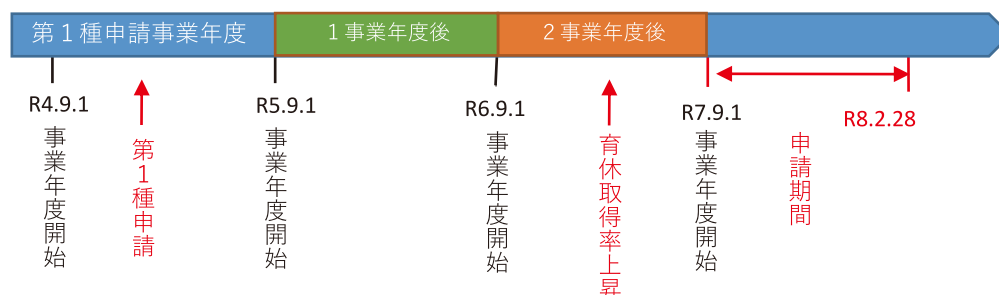 第1種申請事業年度
1事業年度後
2事業年度後
R4.9.1
R5.9.1
R6.9.1
R7.9.1
R8.2.28
事業年度開始
第1種申請
事業年度開始
事業年度開始
育休取得率上昇
事業年度開始
申請期間